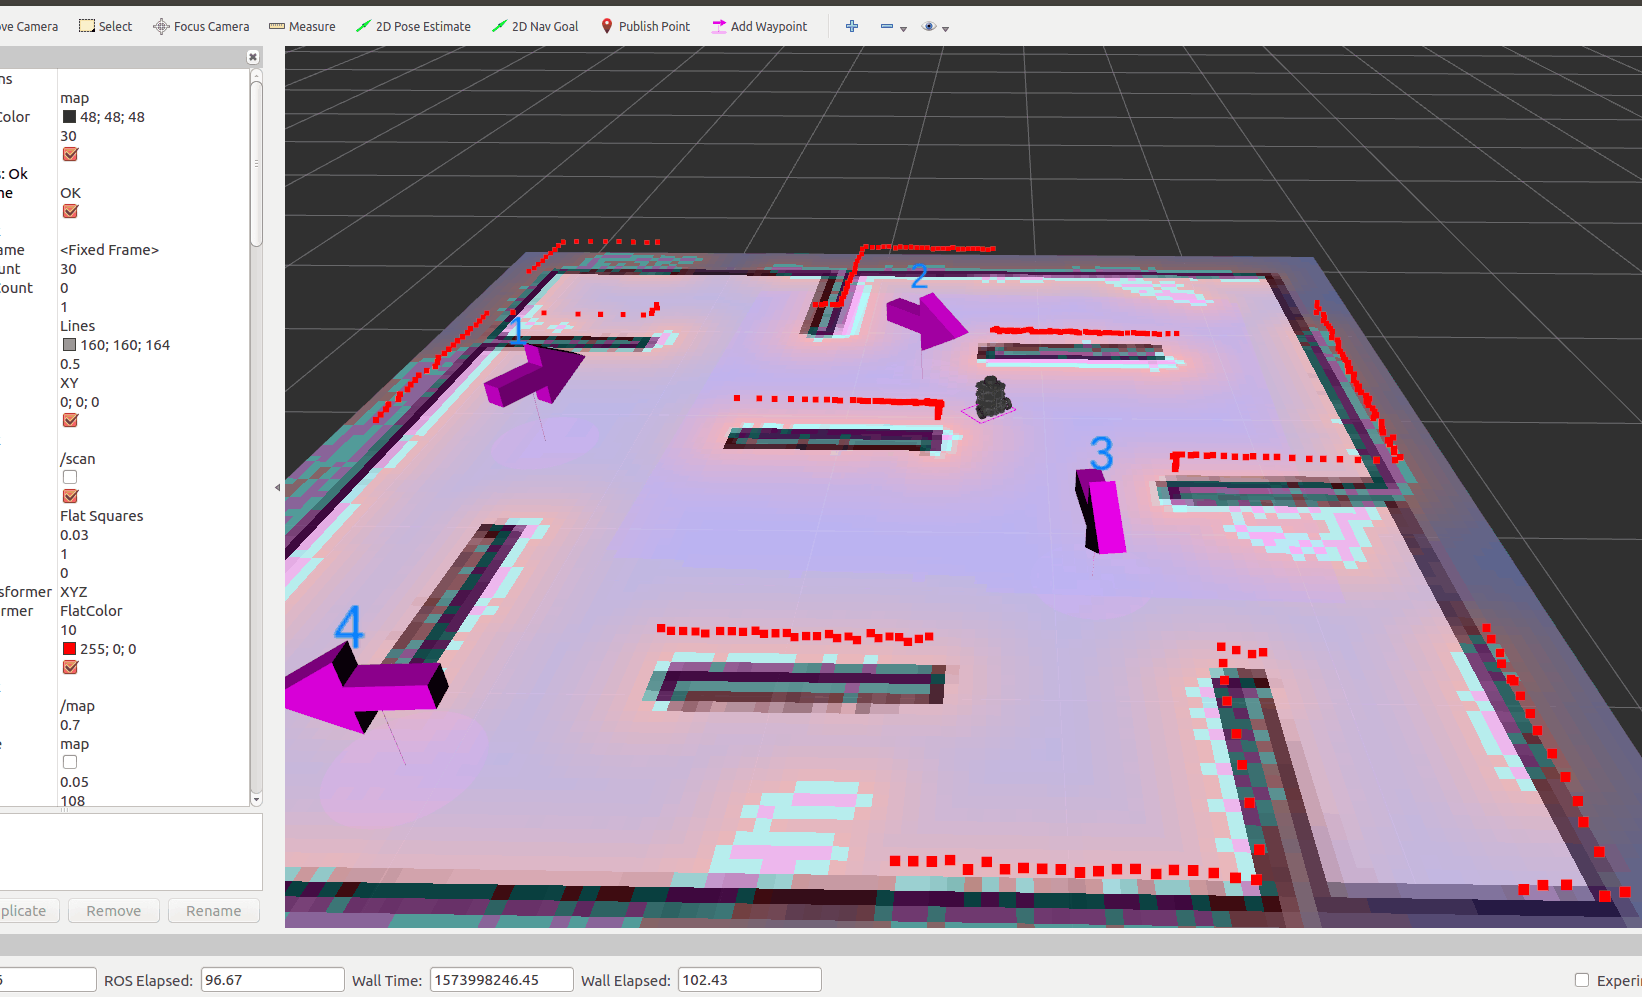 ve Camera Select Focus Camera Measure 2D Pose Estimate 2D Nav Goal Publish Point Add Waypoint
ns
map
Color 48; 48; 48
30
s: Ok
me OK
ame <Fixed Frame>
unt 30
Count 0
1
Lines
160; 160; 164
0.5
XY
0; 0; 0
/scan
Flat Squares
0.03
1
0
sformer XYZ
rmer FlatColor
10
255; 0; 0
/map
0.7
map
0.05
108
1
2
3
4
plicate Remove Rename
ROS Elapsed: 96.67 Wall Time: 1573998246.45 Wall Elapsed: 102.43 Experi